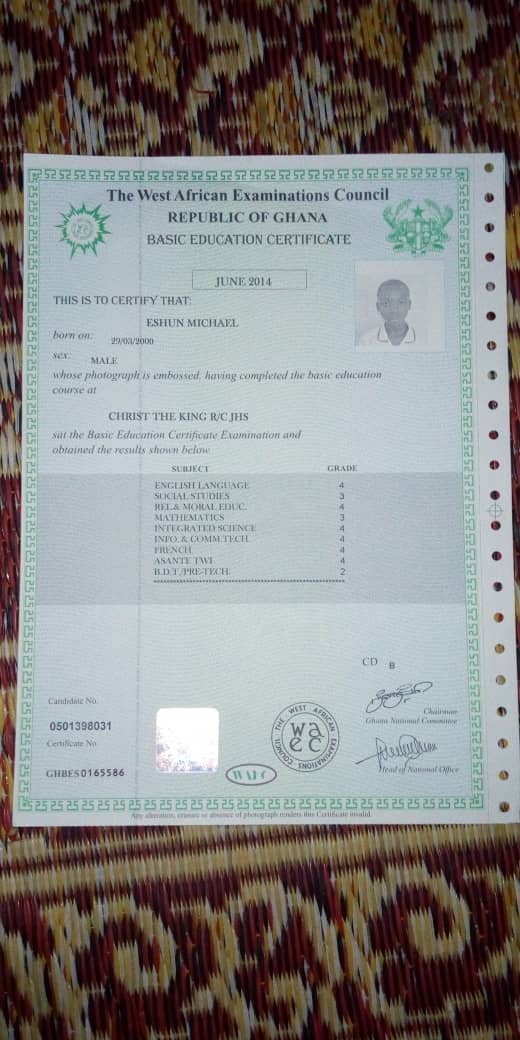 The West African Examinations Council
REPUBLIC OF GHANA
BASIC EDUCATION CERTIFICATE
JUNE 2014
THIS IS TO CERTIFY THAT:
ESHUN MICHAEL
born on: 29/03/2000
sex: MALE
whose photograph is embossed, having completed the basic education
course at
CHRIST THE KING R/C JHS
sat the Basic Education Certificate Examination and
obtained the results shown below
SUBJECT GRADE
ENGLISH LANGUAGE 4
SOCIAL STUDIES 3
REL.& MORAL EDUC. 4
MATHEMATICS 3
INTEGRATED SCIENCE 4
INFO. & COMM.TECH. 4
FRENCH 4
ASANTE TWI 4
B.D.T./PRE-TECH. 2
CD B
Chairman
Ghana National Committee
Candidate No.
0501398031
Certificate No.
GHBES0165586
THE WEST AFRICAN EXAMINATIONS COUNCIL
waec
WAEC
Head of National Office
Any alteration, erasure or absence of photograph renders this Certificate invalid.